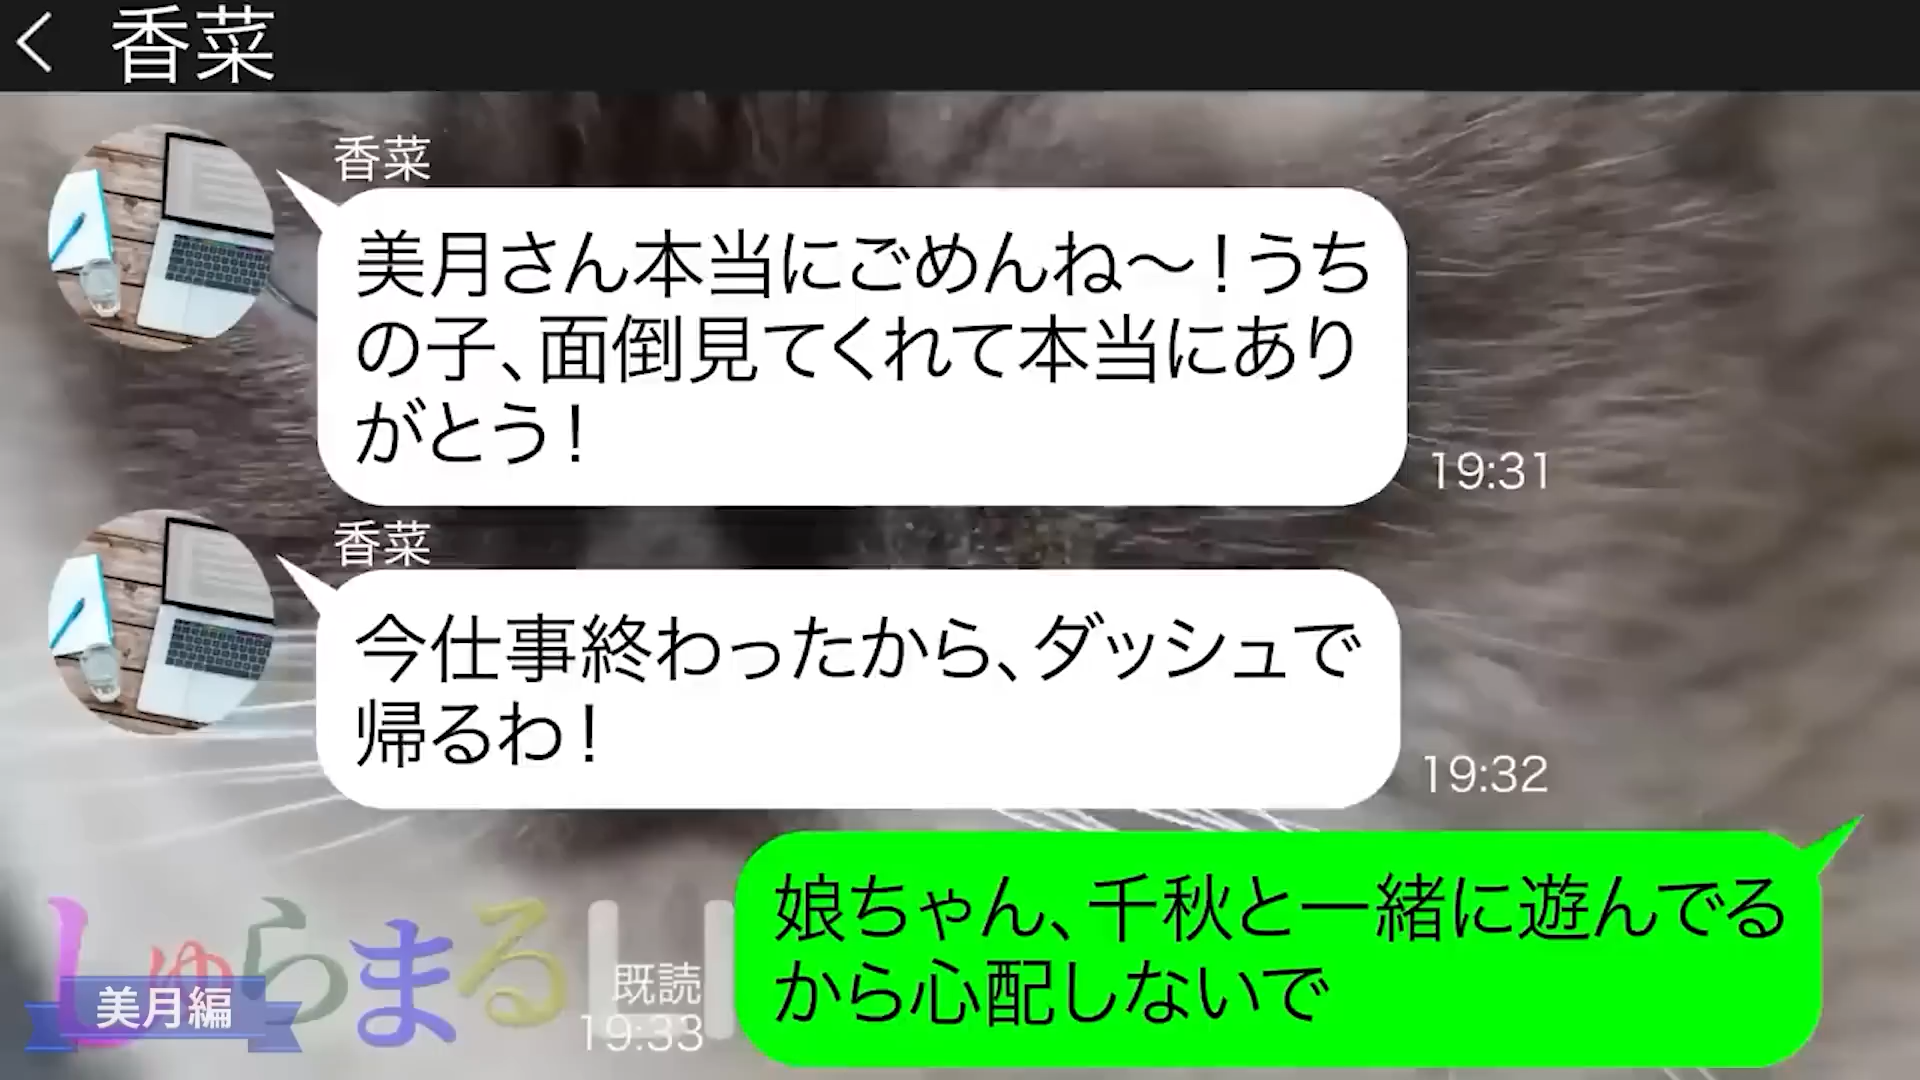 香菜
香菜
美月さん本当にごめんね～！うち
の子、面倒見てくれて本当にあり
がとう！
19:31
香菜
今仕事終わったから、ダッシュで
帰るわ！
19:32
娘ちゃん、千秋と一緒に遊んでる
から心配しないで
既読
19:33
しゅらまる
美月編